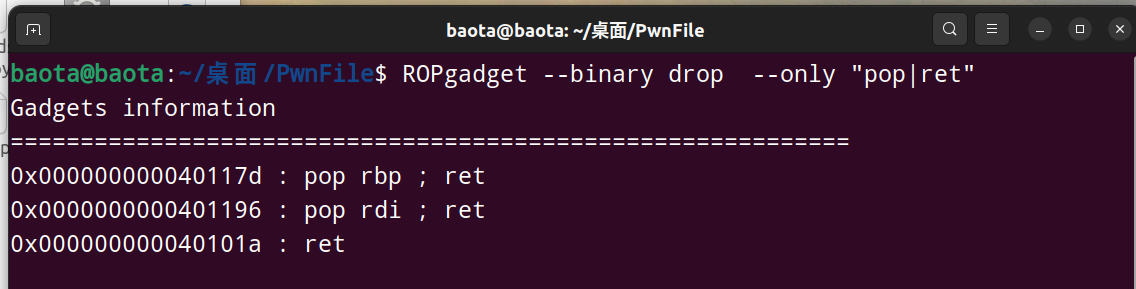 baota@baota: ~/桌面/PwnFile
baota@baota:~/桌面/PwnFile$ ROPgadget --binary drop  --only "pop|ret"
Gadgets information
============================================================
0x000000000040117d : pop rbp ; ret
0x0000000000401196 : pop rdi ; ret
0x000000000040101a : ret